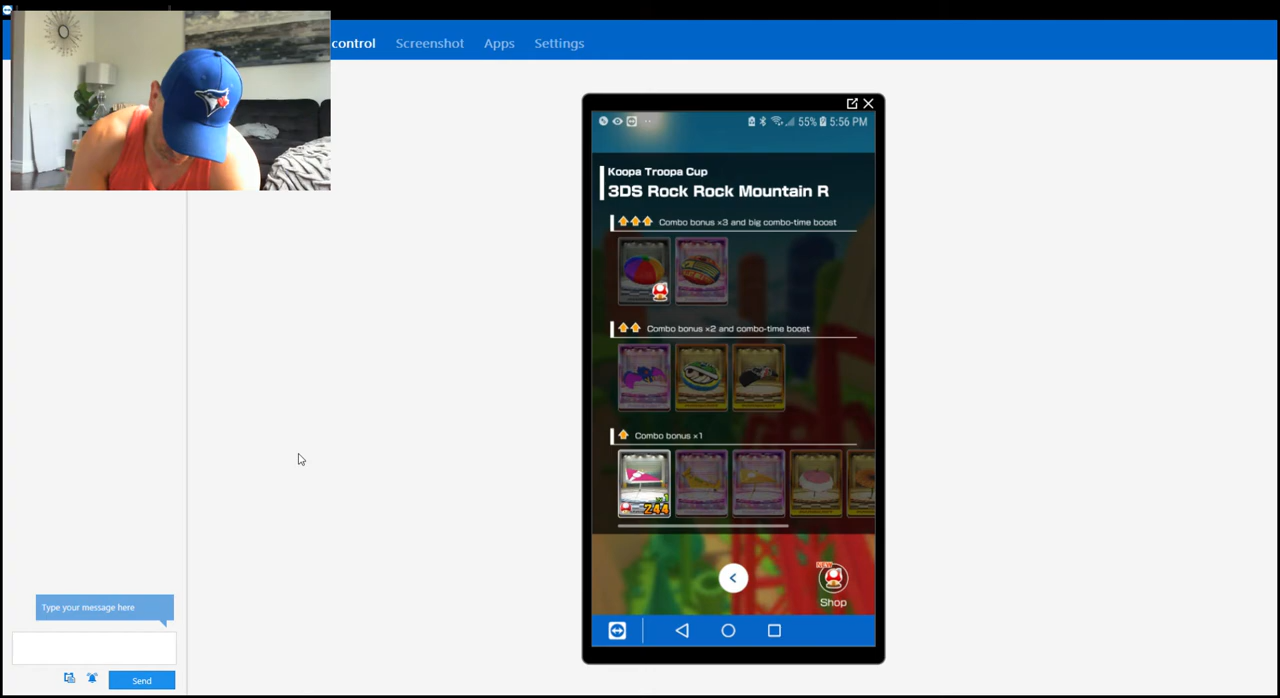 control Screenshot Apps Settings
55% 5:56 PM
Koopa Troopa Cup
3DS Rock Rock Mountain R
Combo bonus ×3 and big combo-time boost
Combo bonus ×2 and combo-time boost
Combo bonus ×1
244
NEW
Shop
Type your message here
Send